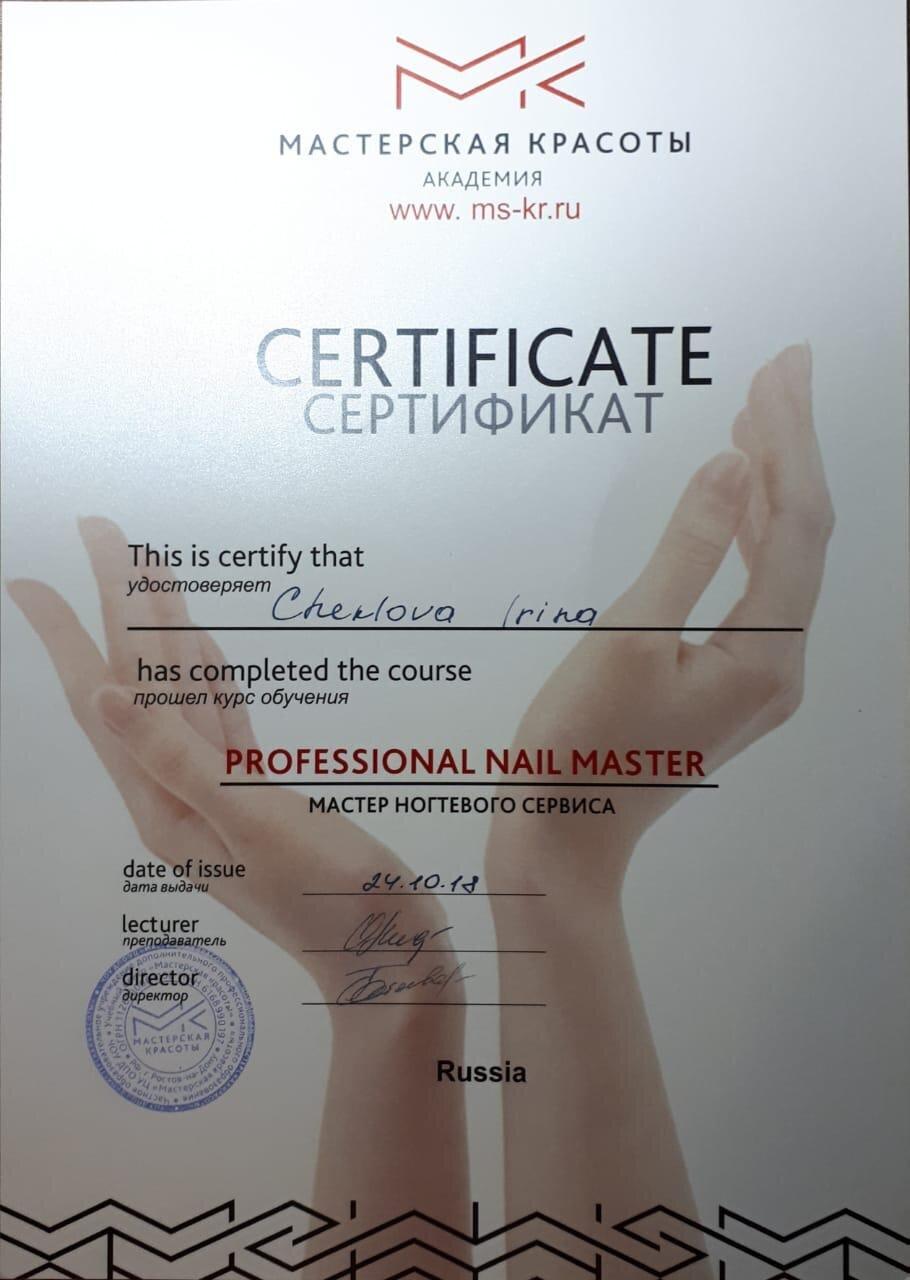 МАСТЕРСКАЯ КРАСОТЫ
АКАДЕМИЯ
www. ms-kr.ru
CERTIFICATE
СЕРТИФИКАТ
This is certify that
удостоверяет
Cheklova Irina
has completed the course
прошел курс обучения
PROFESSIONAL NAIL MASTER
МАСТЕР НОГТЕВОГО СЕРВИСА
date of issue
дата выдачи
24.10.18
lecturer
преподаватель
director
директор
МАСТЕРСКАЯ
КРАСОТЫ
Russia